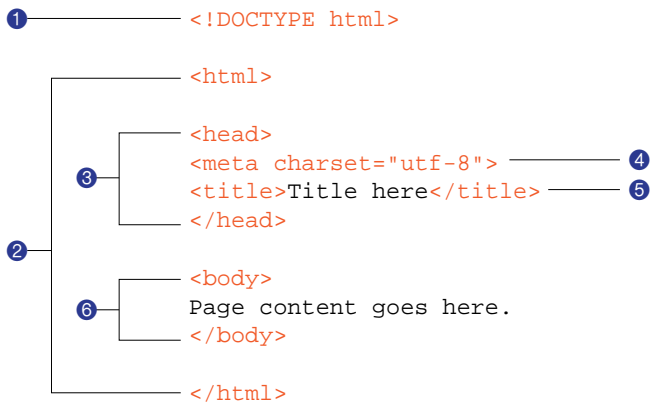 1 <!DOCTYPE html>
<html>
<head>
<meta charset="utf-8"> 4
3 <title>Title here</title> 5
</head>
2
<body>
6 Page content goes here.
</body>
</html>